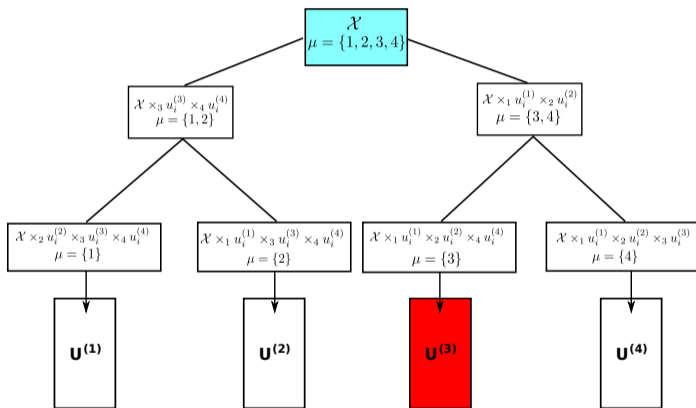 𝒳
μ = {1, 2, 3, 4}
𝒳 ×₃ uᵢ⁽³⁾ ×₄ uᵢ⁽⁴⁾
μ = {1, 2}
𝒳 ×₁ uᵢ⁽¹⁾ ×₂ uᵢ⁽²⁾
μ = {3, 4}
𝒳 ×₂ uᵢ⁽²⁾ ×₃ uᵢ⁽³⁾ ×₄ uᵢ⁽⁴⁾
μ = {1}
𝒳 ×₁ uᵢ⁽¹⁾ ×₃ uᵢ⁽³⁾ ×₄ uᵢ⁽⁴⁾
μ = {2}
𝒳 ×₁ uᵢ⁽¹⁾ ×₂ uᵢ⁽²⁾ ×₄ uᵢ⁽⁴⁾
μ = {3}
𝒳 ×₁ uᵢ⁽¹⁾ ×₂ uᵢ⁽²⁾ ×₃ uᵢ⁽³⁾
μ = {4}
U⁽¹⁾
U⁽²⁾
U⁽³⁾
U⁽⁴⁾